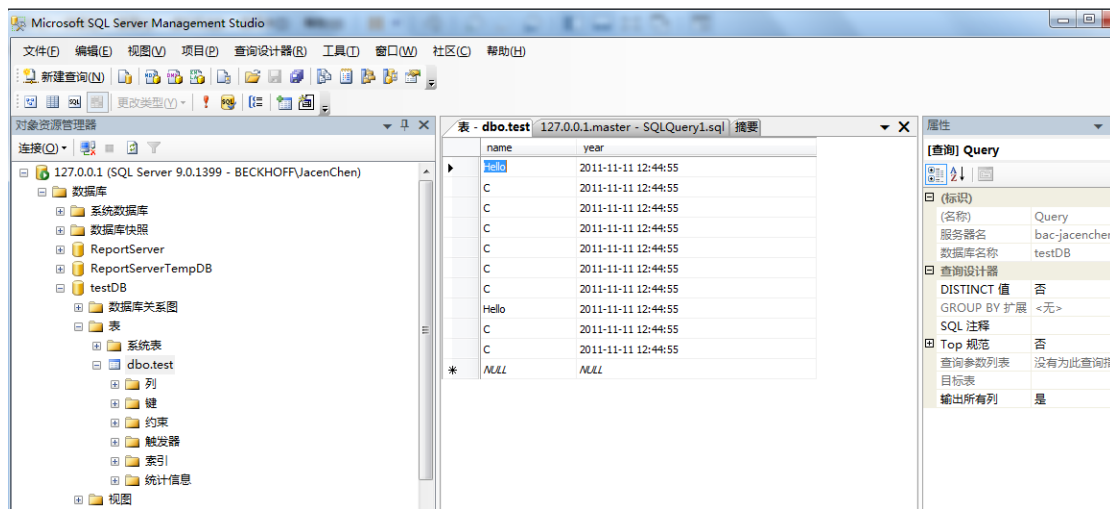 Microsoft SQL Server Management Studio
文件(F) 编辑(E) 视图(V) 项目(P) 查询设计器(R) 工具(T) 窗口(W) 社区(C) 帮助(H)
新建查询(N)
更改类型(Y)
对象资源管理器
连接(O)
127.0.0.1 (SQL Server 9.0.1399 - BECKHOFF\JacenChen)
数据库
系统数据库
数据库快照
ReportServer
ReportServerTempDB
testDB
数据库关系图
表
系统表
dbo.test
列
键
约束
触发器
索引
统计信息
视图
表 - dbo.test 127.0.0.1.master - SQLQuery1.sql 摘要
name year
Hello 2011-11-11 12:44:55
C 2011-11-11 12:44:55
C 2011-11-11 12:44:55
C 2011-11-11 12:44:55
C 2011-11-11 12:44:55
C 2011-11-11 12:44:55
C 2011-11-11 12:44:55
Hello 2011-11-11 12:44:55
C 2011-11-11 12:44:55
C 2011-11-11 12:44:55
NULL NULL
属性
[查询] Query
(标识)
(名称) Query
服务器名 bac-jacenchen
数据库名称 testDB
查询设计器
DISTINCT 值 否
GROUP BY 扩展 <无>
SQL 注释
Top 规范 否
查询参数列表 没有为此查询指
目标表
输出所有列 是